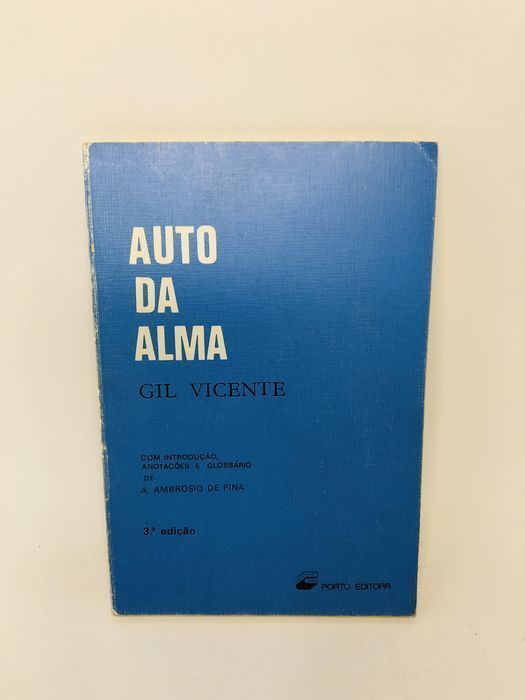 AUTO
DA
ALMA
GIL VICENTE
COM INTRODUÇÃO,
ANOTAÇÕES E GLOSSÁRIO
DE
A. AMBRÓSIO DE PINA
3.ª edição
PORTO EDITORA